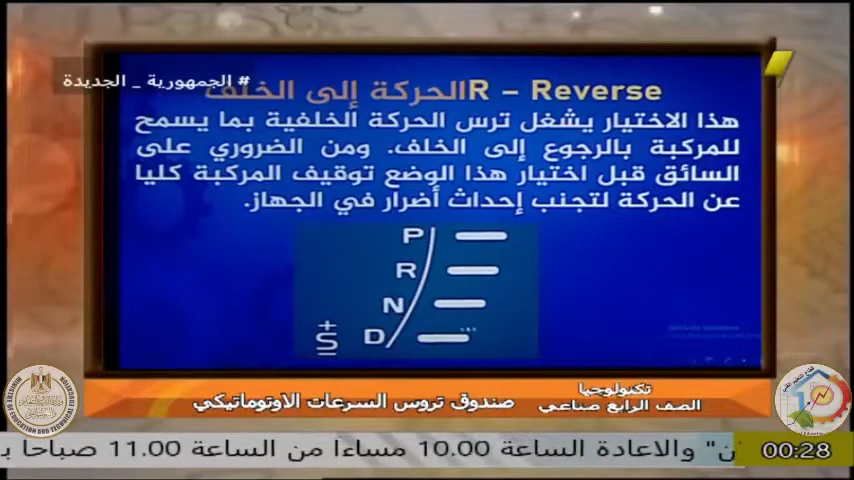 # الجمهورية _ الجديدة
R – Reverse الحركة إلى الخلف
هذا الاختيار يشغل ترس الحركة الخلفية بما يسمح
للمركبة بالرجوع إلى الخلف. ومن الضروري على
السائق قبل اختيار هذا الوضع توقيف المركبة كليا
عن الحركة لتجنب إحداث أضرار في الجهاز.
P
R
N
D
+
S
–
تكنولوجيا
الصف الرابع صناعي
صندوق تروس السرعات الاوتوماتيكي
ن" والاعادة الساعة 10.00 مساءا من الساعة 11.00 صباحا ب
00:28